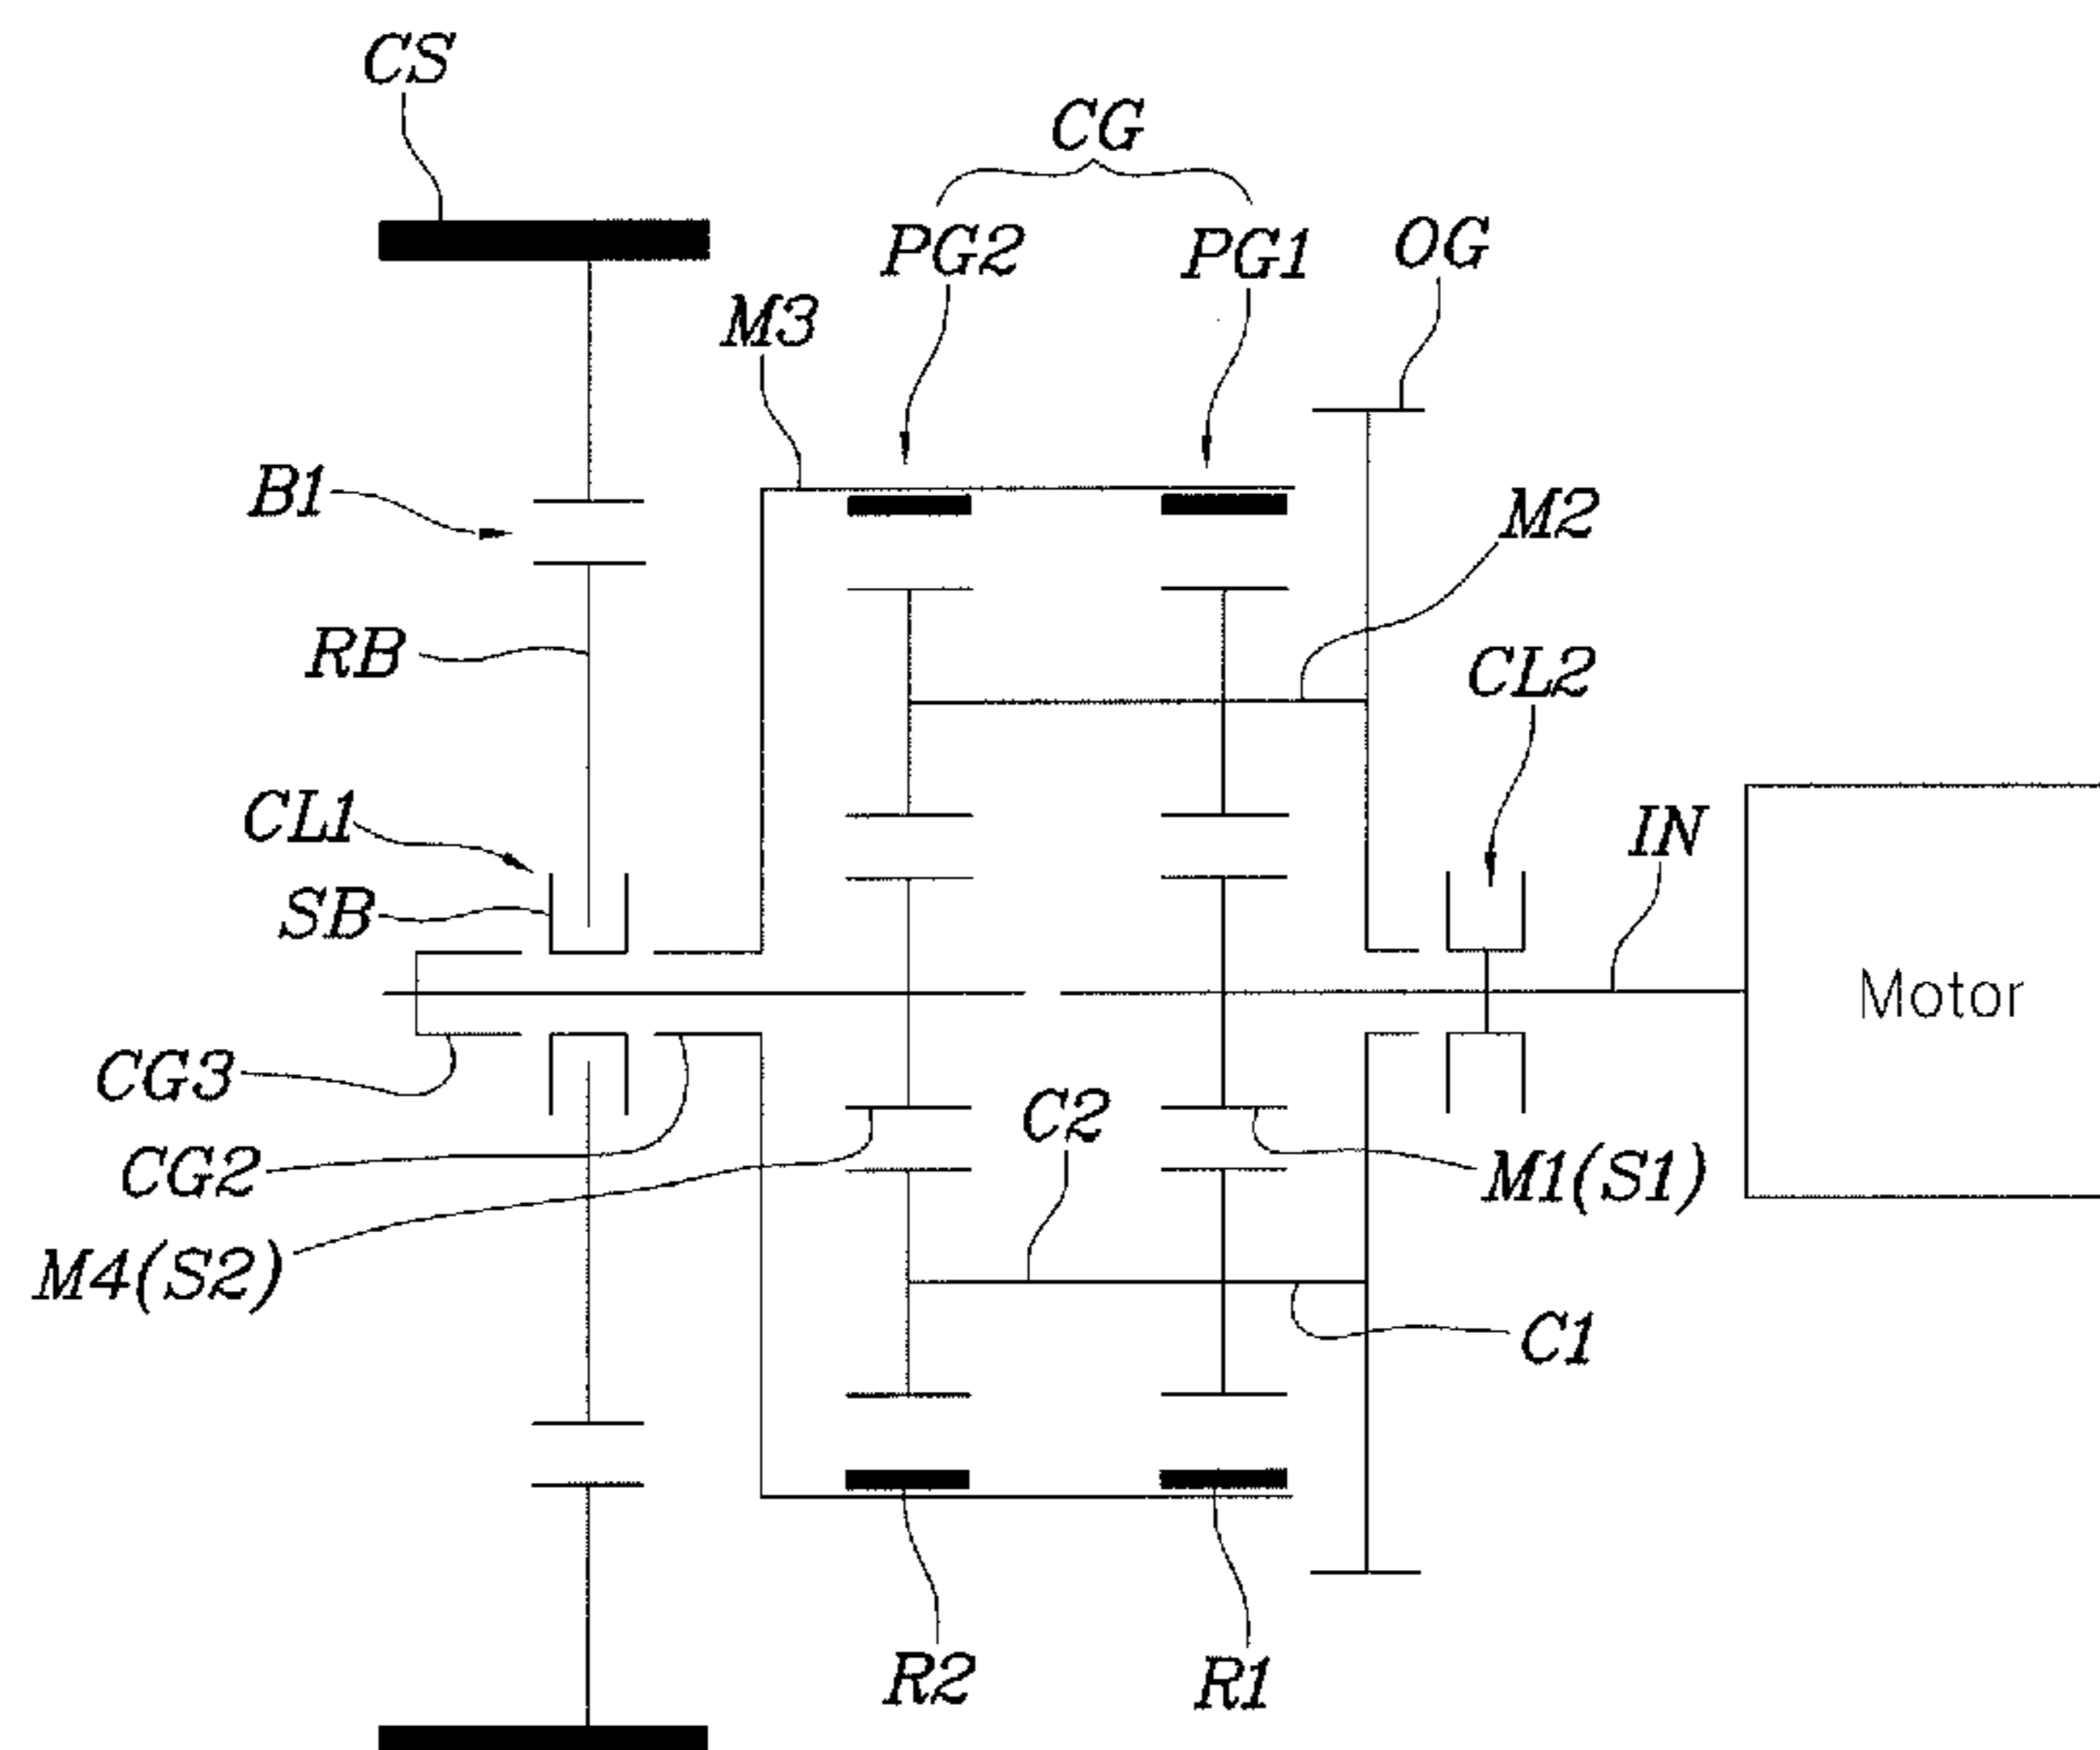 CS
CG
PG2
PG1
OG
M3
B1
M2
RB
CL2
CL1
IN
SB
Motor
CG3
C2
CG2
M1(S1)
M4(S2)
C1
R2
R1